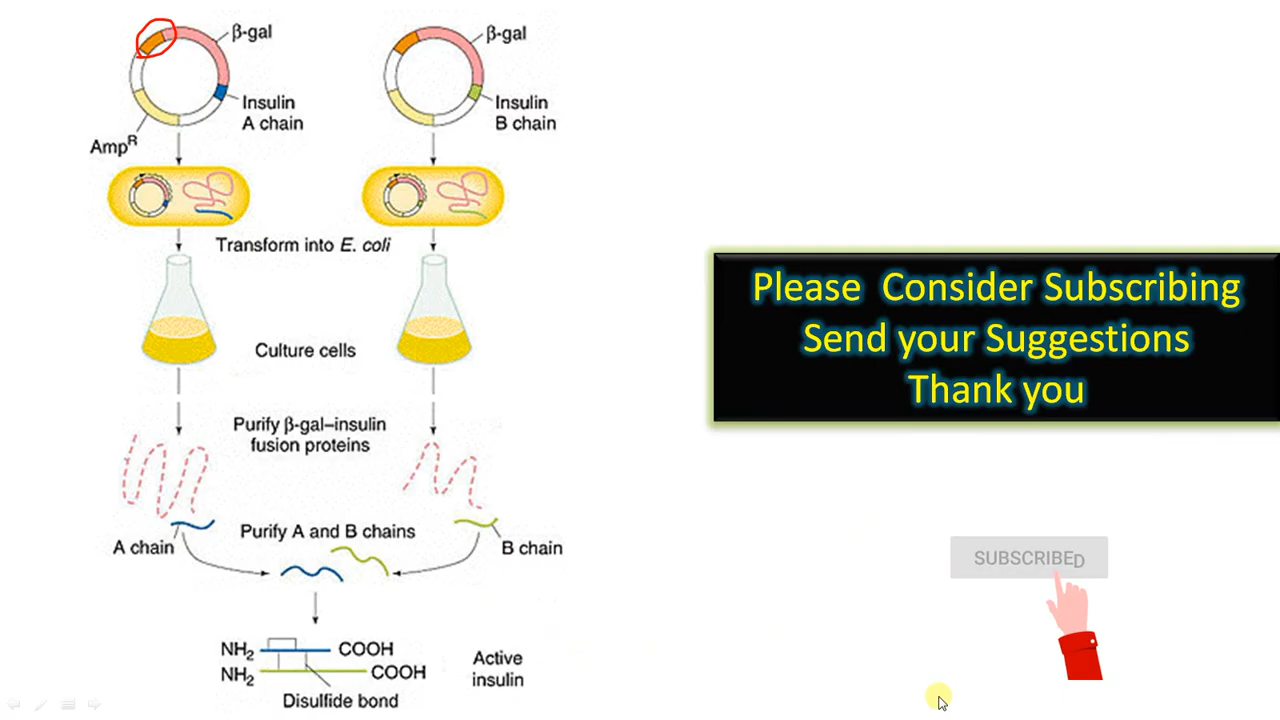 β-gal
β-gal
Insulin
A chain
Insulin
B chain
Amp^R
Transform into E. coli
Culture cells
Purify β-gal–insulin
fusion proteins
Purify A and B chains
A chain
B chain
NH₂ COOH
NH₂ COOH
Disulfide bond
Active
insulin
Please Consider Subscribing
Send your Suggestions
Thank you
SUBSCRIBED